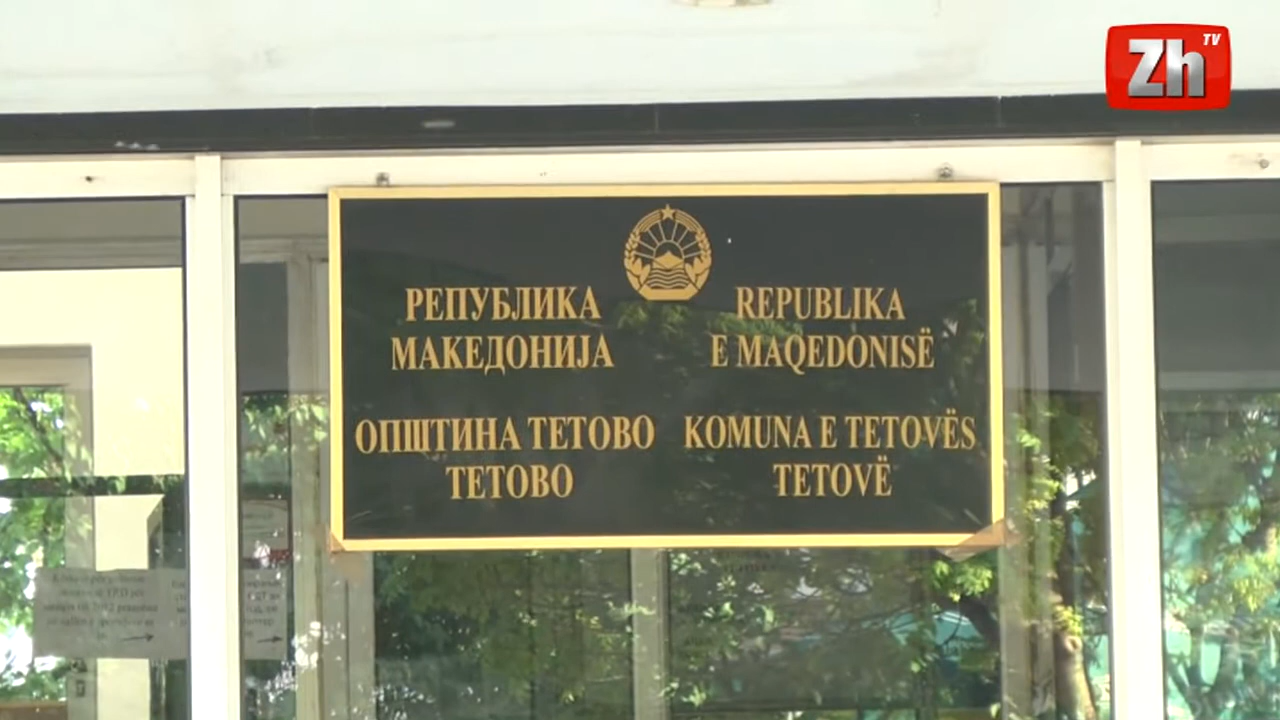 Zh TV
РЕПУБЛИКА
МАКЕДОНИЈА
ОПШТИНА ТЕТОВО
ТЕТОВО
REPUBLIKA
E MAQEDONISË
KOMUNA E TETOVËS
TETOVË